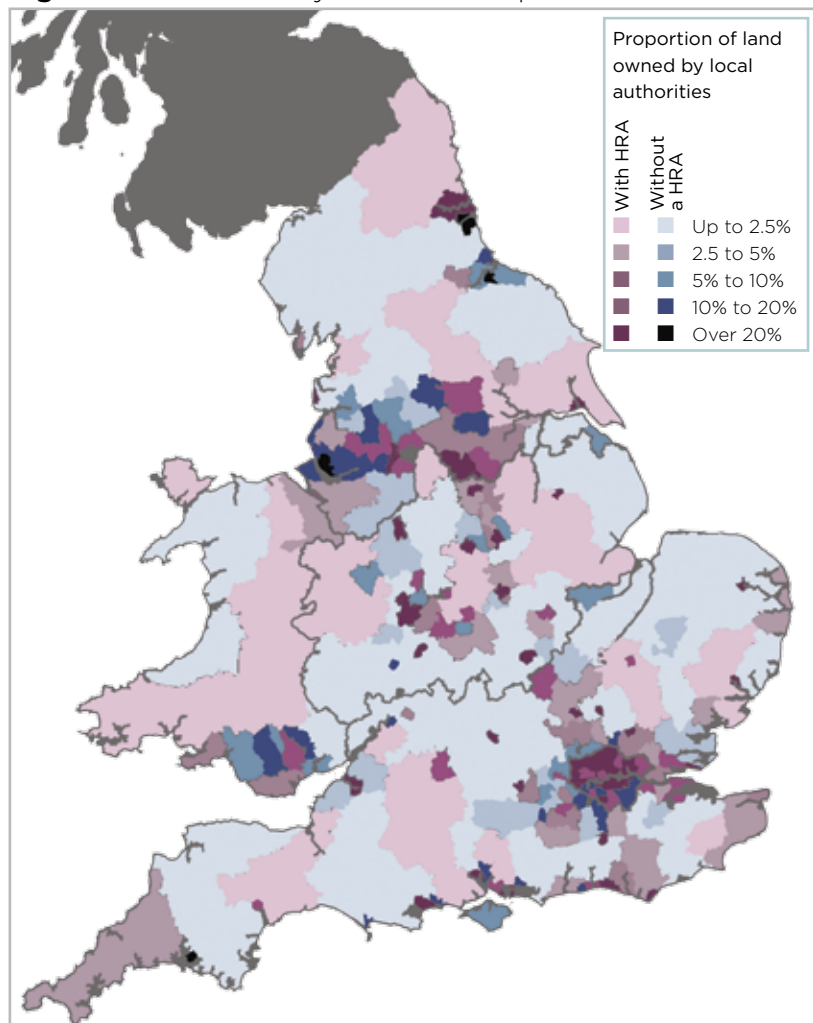 Proportion of land
owned by local
authorities
With HRA
Without
a HRA
Up to 2.5%
2.5 to 5%
5% to 10%
10% to 20%
Over 20%